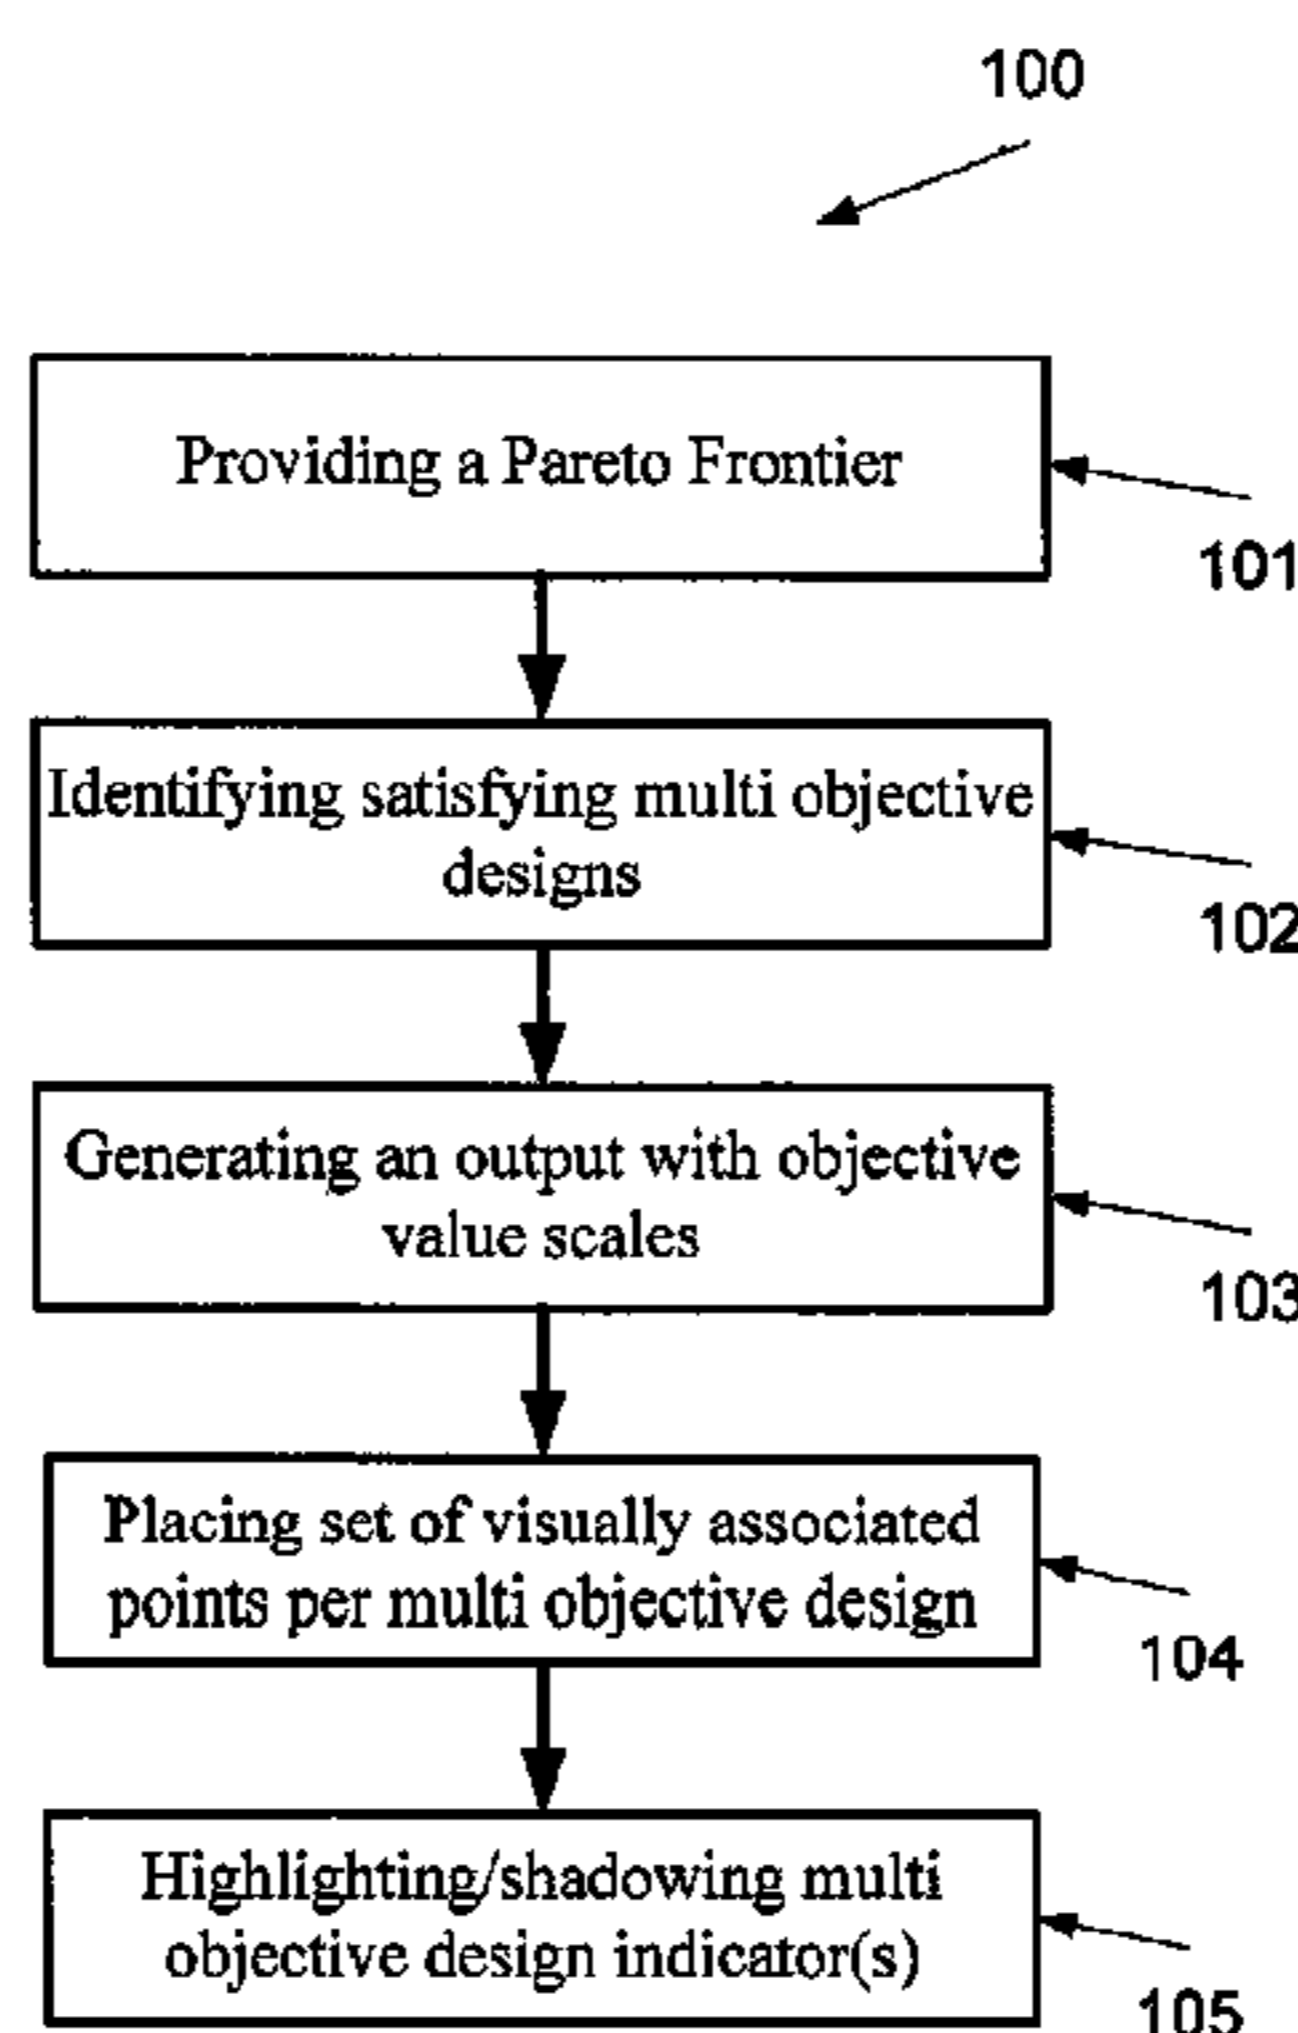 100
Providing a Pareto Frontier
101
Identifying satisfying multi objective
designs
102
Generating an output with objective
value scales
103
Placing set of visually associated
points per multi objective design
104
Highlighting/shadowing multi
objective design indicator(s)
105